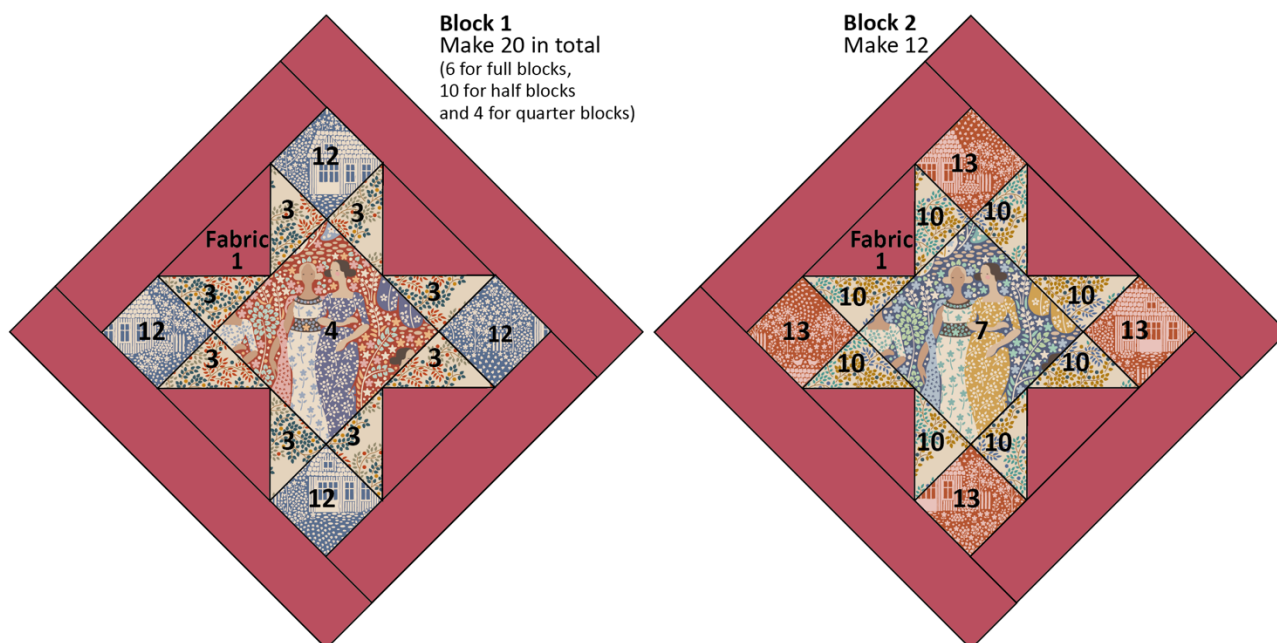 Block 1
Make 20 in total
(6 for full blocks,
10 for half blocks
and 4 for quarter blocks)
12
3 3
Fabric
1
3 3
12 4 12
3 3
3 3
12
Block 2
Make 12
13
10 10
Fabric
1
10 10
13 7 13
10 10
10 10
13